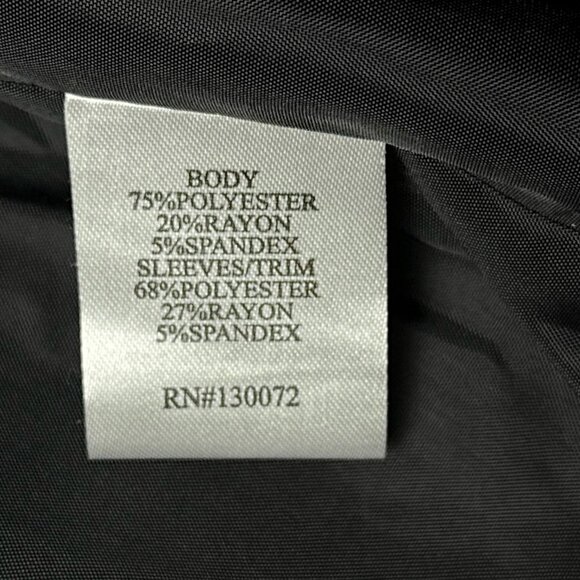 BODY
75%POLYESTER
20%RAYON
5%SPANDEX
SLEEVES/TRIM
68%POLYESTER
27%RAYON
5%SPANDEX
RN#130072